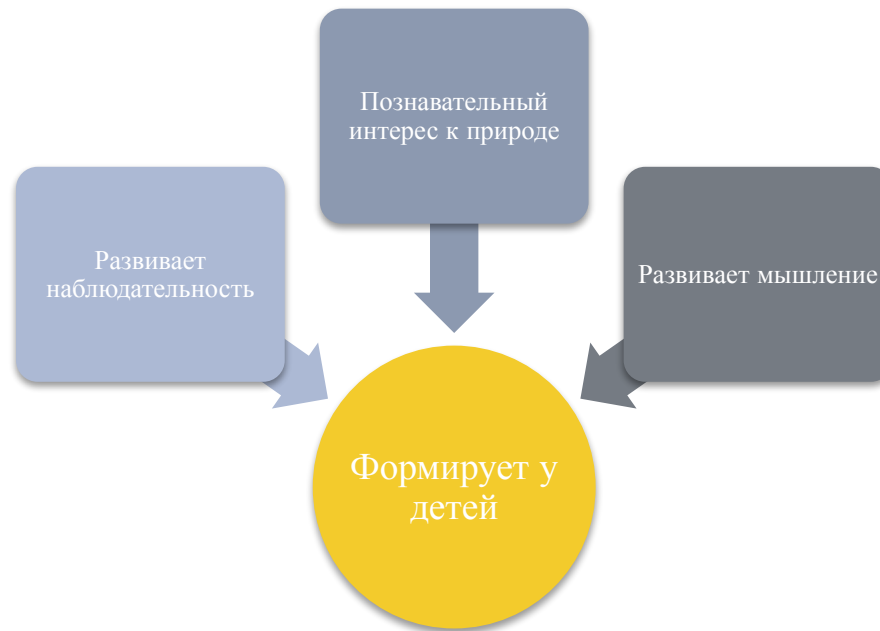 Познавательный
интерес к природе
Развивает
наблюдательность
Развивает мышление
Формирует у
детей